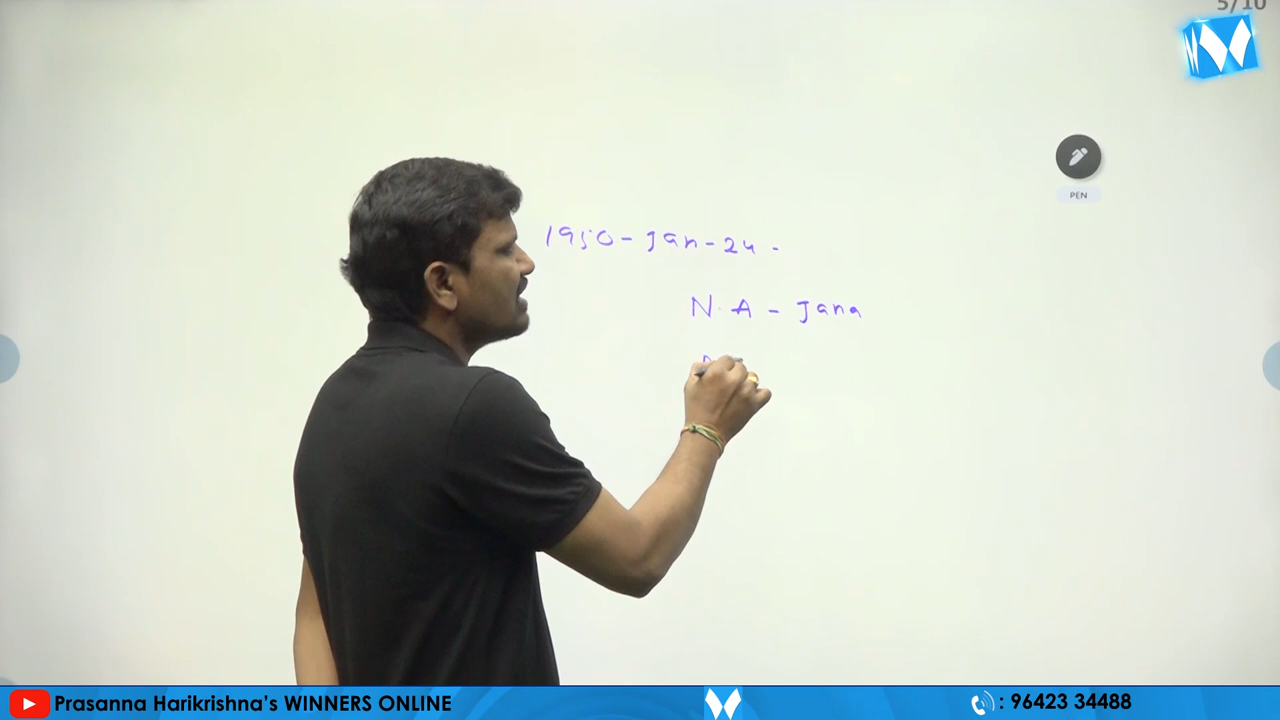 5/10
PEN
1950 - Jan - 24 -
N.A - Jana
Prasanna Harikrishna's WINNERS ONLINE
: 96423 34488